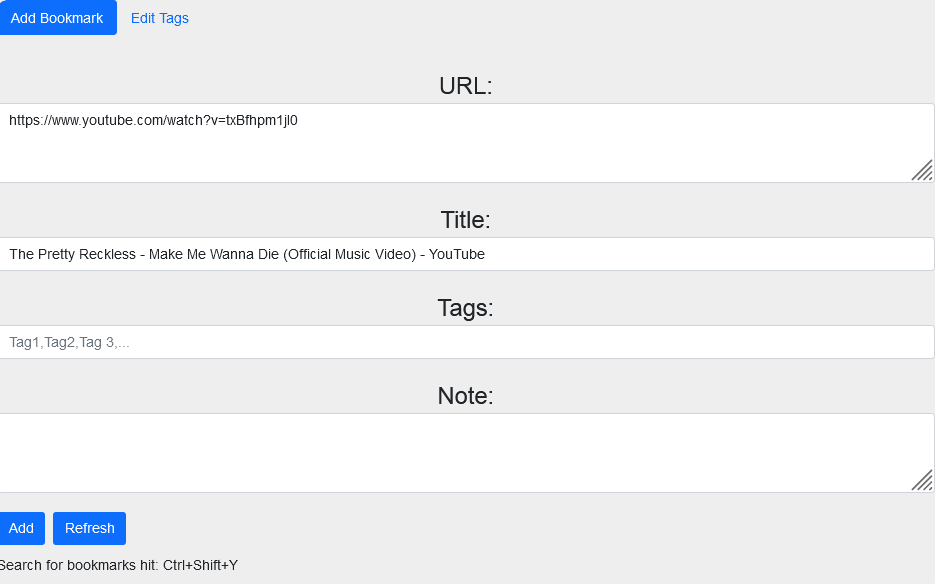 Add Bookmark Edit Tags
URL:
https://www.youtube.com/watch?v=txBfhpm1jl0
Title:
The Pretty Reckless - Make Me Wanna Die (Official Music Video) - YouTube
Tags:
Tag1,Tag2,Tag 3,...
Note:
Add Refresh
Search for bookmarks hit: Ctrl+Shift+Y